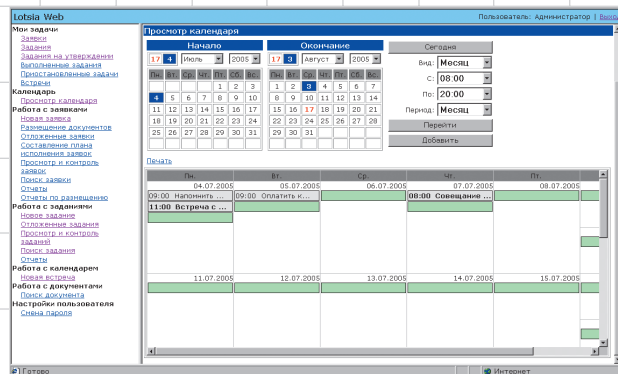 Lotsia Web
Пользователь: Администратор | Выхо
Мои задачи
Заявки
Задания
Задания на утверждении
Выполненные задания
Приостановленные задачи
Встречи
Календарь
Просмотр календаря
Работа с заявками
Новая заявка
Размещение документов
Отложенные заявки
Составление плана
исполнения заявок
Просмотр и контроль
заявок
Поиск заявки
Отчеты
Отчеты по размещению
Работа с заданиями
Новое задание
Отложенные задания
Просмотр и контроль
заданий
Поиск задания
Отчеты
Работа с календарем
Новая встреча
Работа с документами
Поиск документа
Настройки пользователя
Смена пароля
Просмотр календаря
Начало
17 4 Июль 2005
Пн. Вт. Ср. Чт. Пт. Сб. Вс.
1 2 3
4 5 6 7 8 9 10
11 12 13 14 15 16 17
18 19 20 21 22 23 24
25 26 27 28 29 30 31
Окончание
17 3 Август 2005
Пн. Вт. Ср. Чт. Пт. Сб. Вс.
1 2 3 4 5 6 7
8 9 10 11 12 13 14
15 16 17 18 19 20 21
22 23 24 25 26 27 28
29 30 31
Сегодня
Вид: Месяц
С: 08:00
По: 20:00
Период: Месяц
Перейти
Добавить
Печать
Пн. Вт. Ср. Чт. Пт.
04.07.2005 05.07.2005 06.07.2005 07.07.2005 08.07.2005
09:00 Напомнить ... 09:00 Оплатить к... 08:00 Совещание ...
11:00 Встреча с ...
11.07.2005 12.07.2005 13.07.2005 14.07.2005 15.07.2005
Готово
Интернет